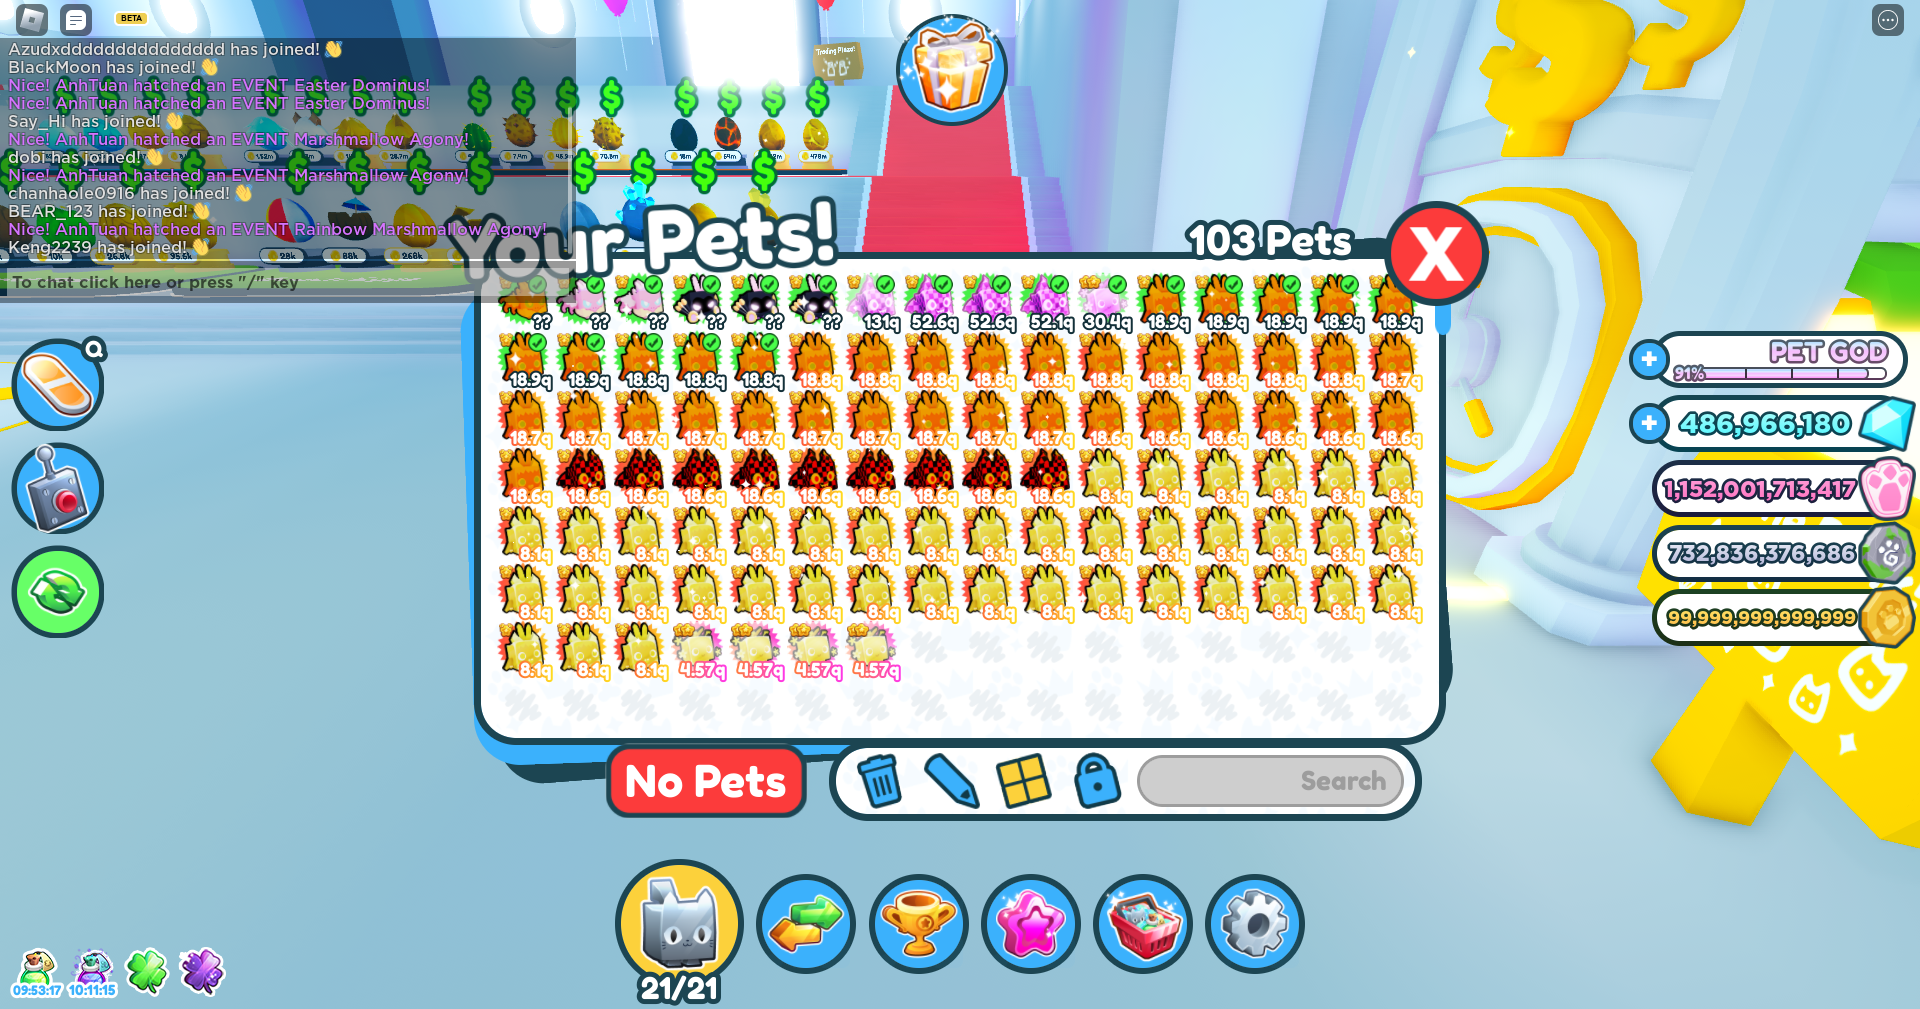 BETA
Azudxddddddddddddddd has joined! 👋
BlackMoon has joined! 👋
Nice! AnhTuan hatched an EVENT Easter Dominus!
Nice! AnhTuan hatched an EVENT Easter Dominus!
Say_Hi has joined! 👋
Nice! AnhTuan hatched an EVENT Marshmallow Agony!
dobi has joined! 👋
Nice! AnhTuan hatched an EVENT Marshmallow Agony!
chanhaole0916 has joined! 👋
BEAR_123 has joined! 👋
Nice! AnhTuan hatched an EVENT Rainbow Marshmallow Agony!
Keng2239 has joined! 👋
To chat click here or press "/" key
Trading Plaza!
Your Pets!
103 Pets
X
?? ?? ?? ?? ?? ?? 131q 52.6q 52.6q 52.1q 30.4q 18.9q 18.9q 18.9q 18.9q 18.9q
18.9q 18.9q 18.8q 18.8q 18.8q 18.8q 18.8q 18.8q 18.8q 18.8q 18.8q 18.8q 18.8q 18.8q 18.8q 18.7q
18.7q 18.7q 18.7q 18.7q 18.7q 18.7q 18.7q 18.7q 18.7q 18.7q 18.6q 18.6q 18.6q 18.6q 18.6q 18.6q
18.6q 18.6q 18.6q 18.6q 18.6q 18.6q 18.6q 18.6q 18.6q 18.6q 8.1q 8.1q 8.1q 8.1q 8.1q 8.1q
8.1q 8.1q 8.1q 8.1q 8.1q 8.1q 8.1q 8.1q 8.1q 8.1q 8.1q 8.1q 8.1q 8.1q 8.1q 8.1q
8.1q 8.1q 8.1q 8.1q 8.1q 8.1q 8.1q 8.1q 8.1q 8.1q 8.1q 8.1q 8.1q 8.1q 8.1q 8.1q
8.1q 8.1q 8.1q 4.57q 4.57q 4.57q 4.57q
No Pets
Search
PET GOD
91%
486,966,180
1,152,001,713,417
732,836,376,686
99,999,999,999,999
21/21
09:53:17 10:11:15